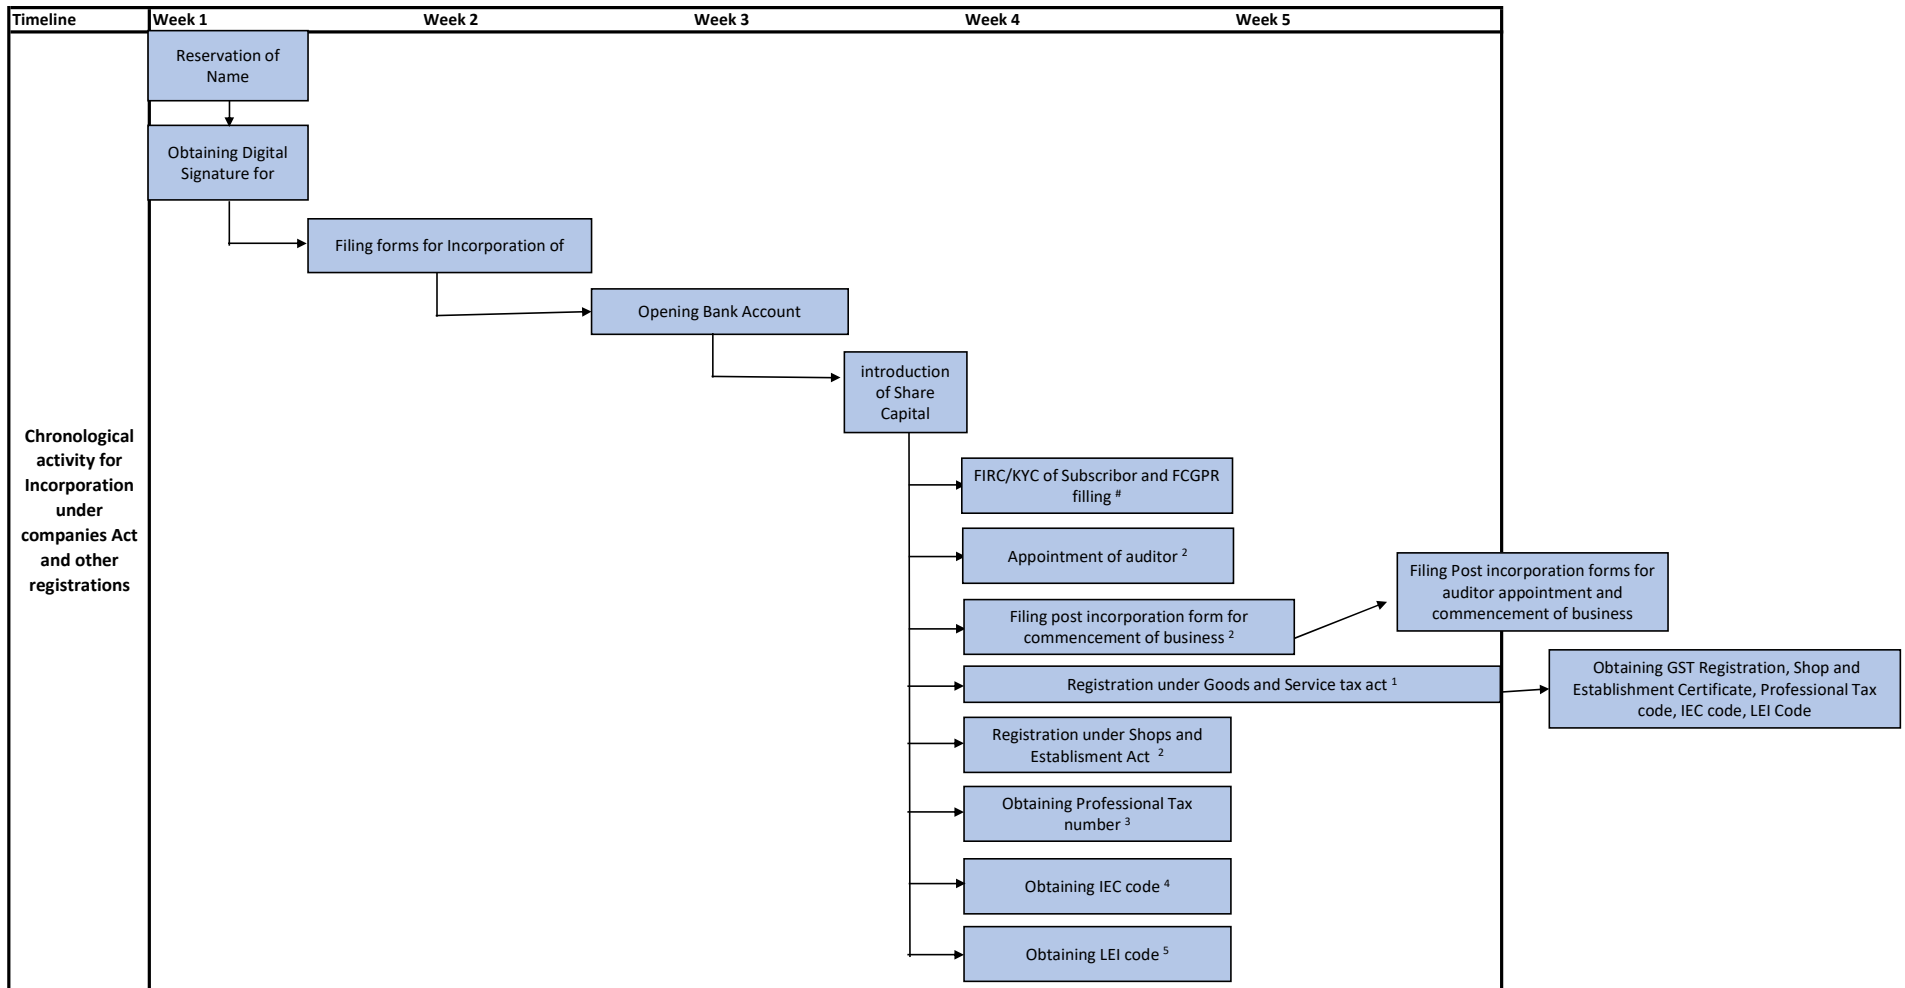 Timeline Week 1 Week 2 Week 3 Week 4 Week 5
Reservation of
Name
Obtaining Digital
Signature for
Filing forms for Incorporation of
Opening Bank Account
introduction
of Share
Capital
Chronological
activity for
Incorporation
under
companies Act
and other
registrations
FIRC/KYC of Subscribor and FCGPR
filling #
Appointment of auditor 2
Filing post incorporation form for
commencement of business 2
Filing Post incorporation forms for
auditor appointment and
commencement of business
Registration under Goods and Service tax act 1
Obtaining GST Registration, Shop and
Establishment Certificate, Professional Tax
code, IEC code, LEI Code
Registration under Shops and
Establisment Act 2
Obtaining Professional Tax
number 3
Obtaining IEC code 4
Obtaining LEI code 5